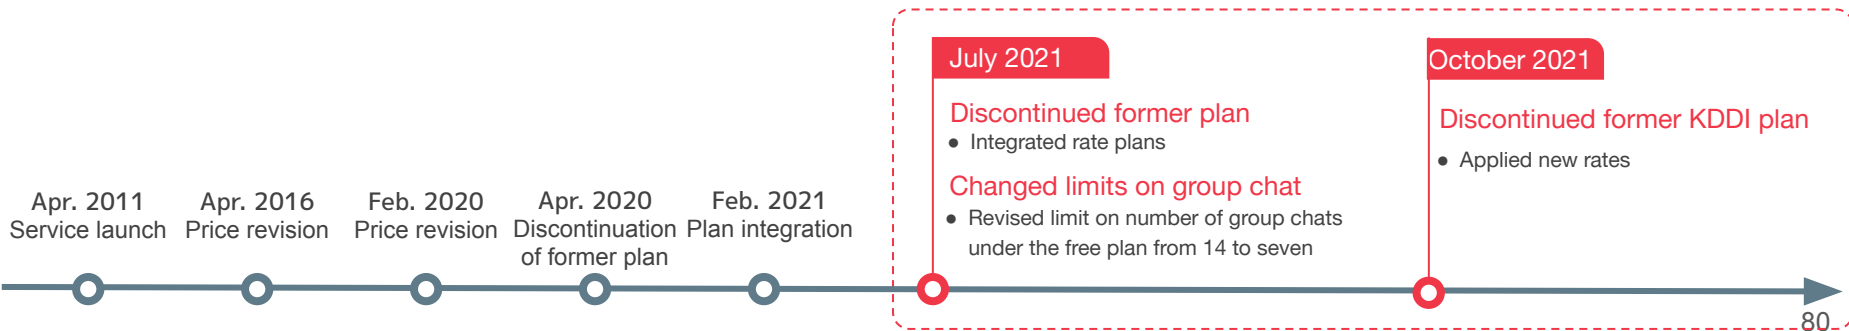 Apr. 2011
Service launch
Apr. 2016
Price revision
Feb. 2020
Price revision
Apr. 2020
Discontinuation
of former plan
Feb. 2021
Plan integration
July 2021
Discontinued former plan
● Integrated rate plans
Changed limits on group chat
● Revised limit on number of group chats
under the free plan from 14 to seven
October 2021
Discontinued former KDDI plan
● Applied new rates
80